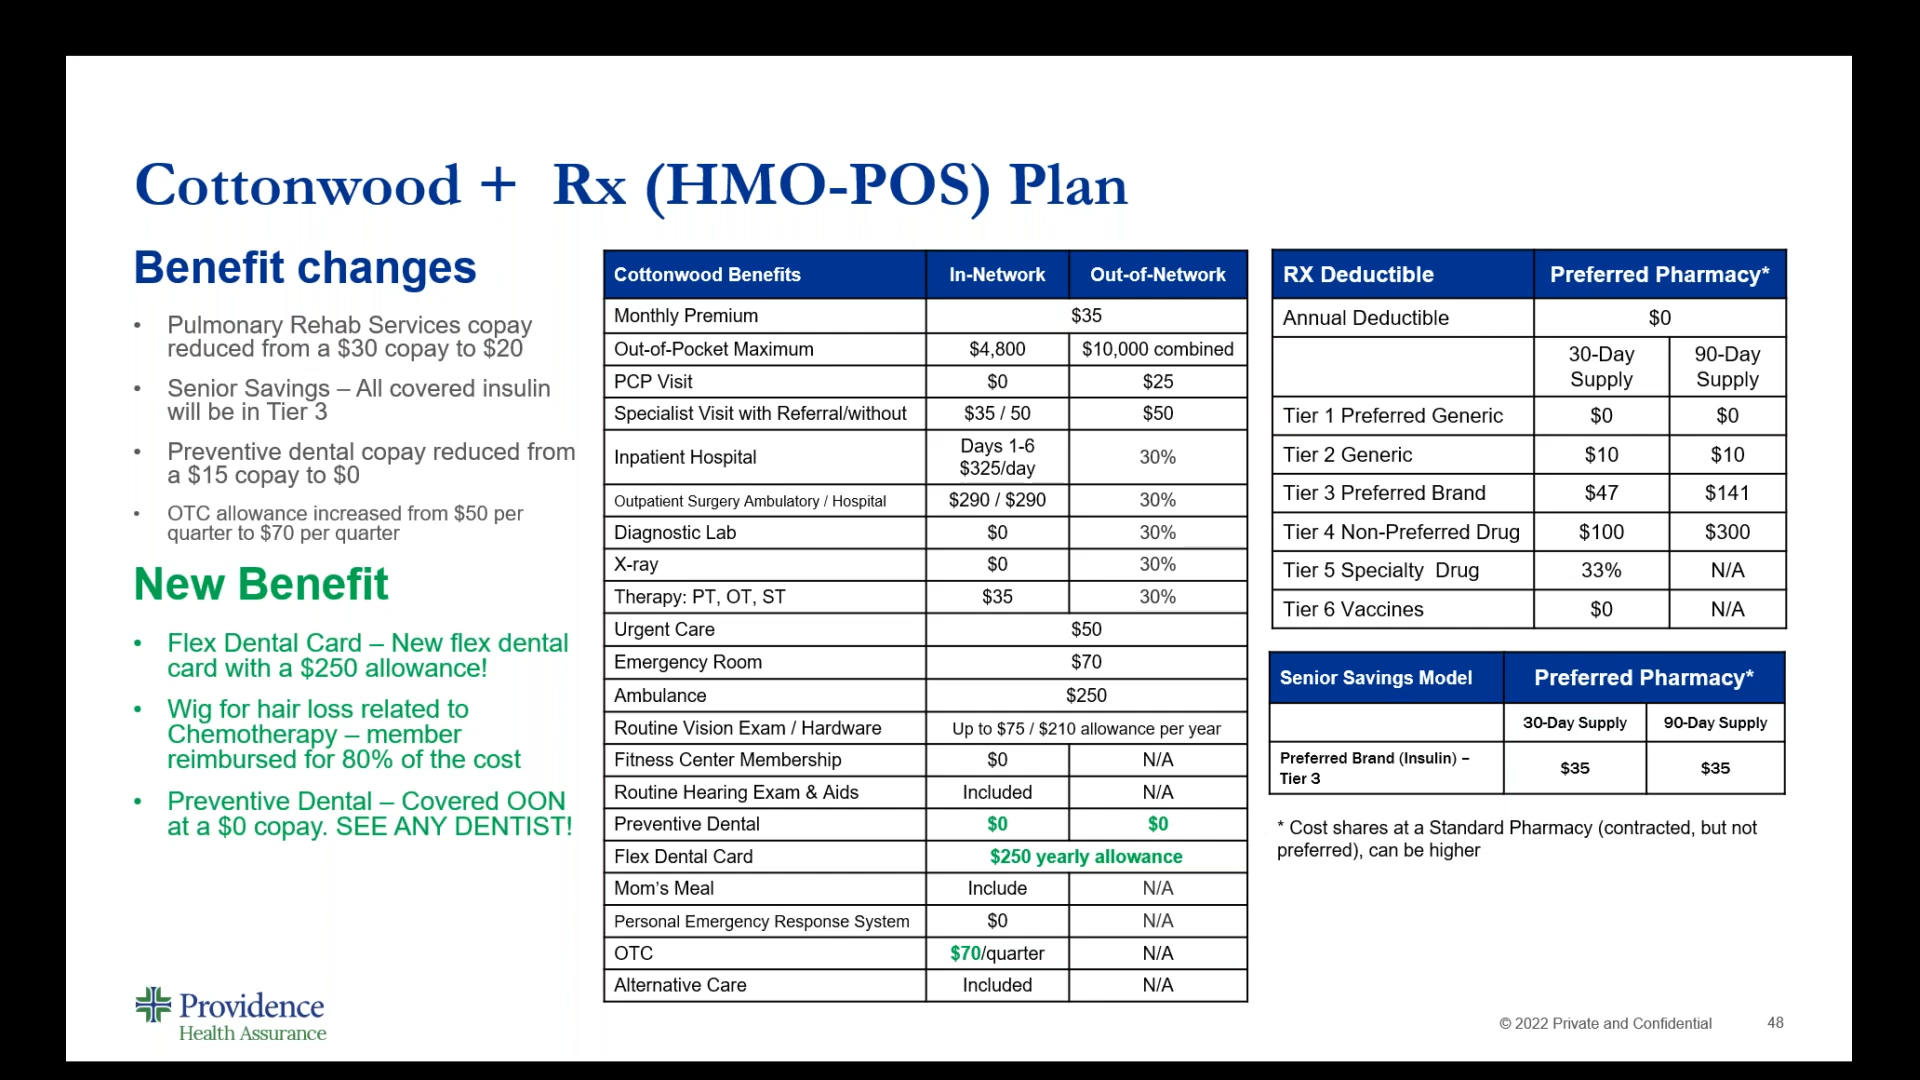 Cottonwood + Rx (HMO-POS) Plan
Benefit changes
• Pulmonary Rehab Services copay
reduced from a $30 copay to $20
• Senior Savings – All covered insulin
will be in Tier 3
• Preventive dental copay reduced from
a $15 copay to $0
• OTC allowance increased from $50 per
quarter to $70 per quarter
New Benefit
• Flex Dental Card – New flex dental
card with a $250 allowance!
• Wig for hair loss related to
Chemotherapy – member
reimbursed for 80% of the cost
• Preventive Dental – Covered OON
at a $0 copay. SEE ANY DENTIST!
Cottonwood Benefits In-Network Out-of-Network
Monthly Premium $35
Out-of-Pocket Maximum $4,800 $10,000 combined
PCP Visit $0 $25
Specialist Visit with Referral/without $35 / 50 $50
Inpatient Hospital Days 1-6 $325/day 30%
Outpatient Surgery Ambulatory / Hospital $290 / $290 30%
Diagnostic Lab $0 30%
X-ray $0 30%
Therapy: PT, OT, ST $35 30%
Urgent Care $50
Emergency Room $70
Ambulance $250
Routine Vision Exam / Hardware Up to $75 / $210 allowance per year
Fitness Center Membership $0 N/A
Routine Hearing Exam & Aids Included N/A
Preventive Dental $0 $0
Flex Dental Card $250 yearly allowance
Mom's Meal Include N/A
Personal Emergency Response System $0 N/A
OTC $70/quarter N/A
Alternative Care Included N/A
RX Deductible Preferred Pharmacy*
Annual Deductible $0
30-Day Supply 90-Day Supply
Tier 1 Preferred Generic $0 $0
Tier 2 Generic $10 $10
Tier 3 Preferred Brand $47 $141
Tier 4 Non-Preferred Drug $100 $300
Tier 5 Specialty Drug 33% N/A
Tier 6 Vaccines $0 N/A
Senior Savings Model Preferred Pharmacy*
30-Day Supply 90-Day Supply
Preferred Brand (Insulin) – Tier 3 $35 $35
* Cost shares at a Standard Pharmacy (contracted, but not
preferred), can be higher
Providence
Health Assurance
© 2022 Private and Confidential 48